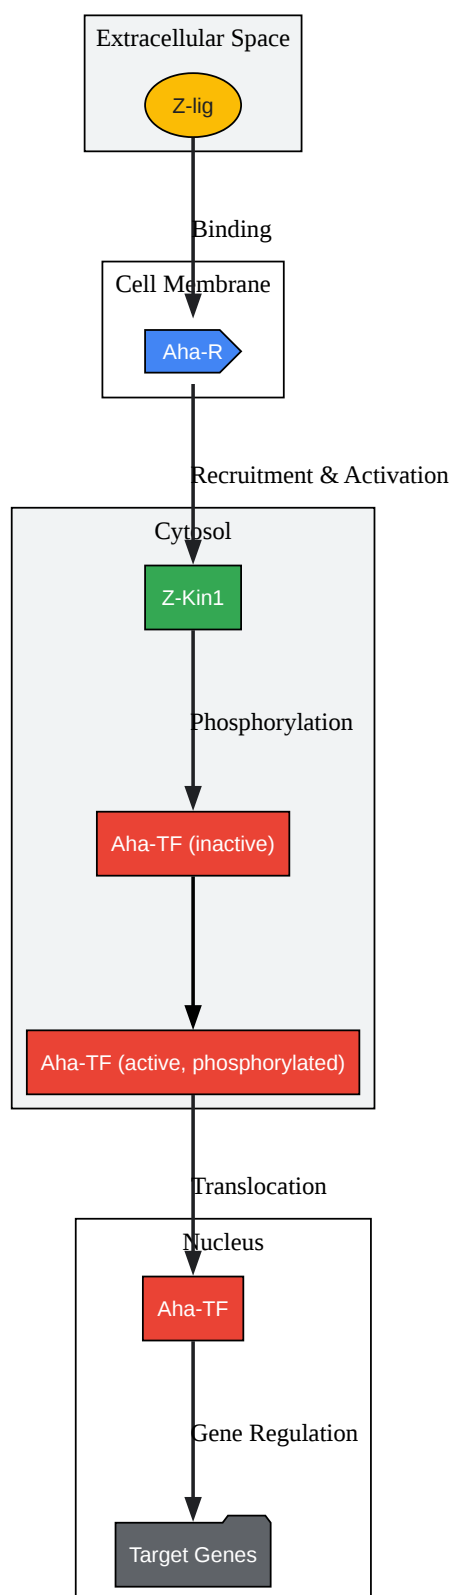 Extracellular Space
Z-lig
Binding
Cell Membrane
Aha-R
Recruitment & Activation
Cytosol
Z-Kin1
Phosphorylation
Aha-TF (inactive)
Aha-TF (active, phosphorylated)
Translocation
Nucleus
Aha-TF
Gene Regulation
Target Genes